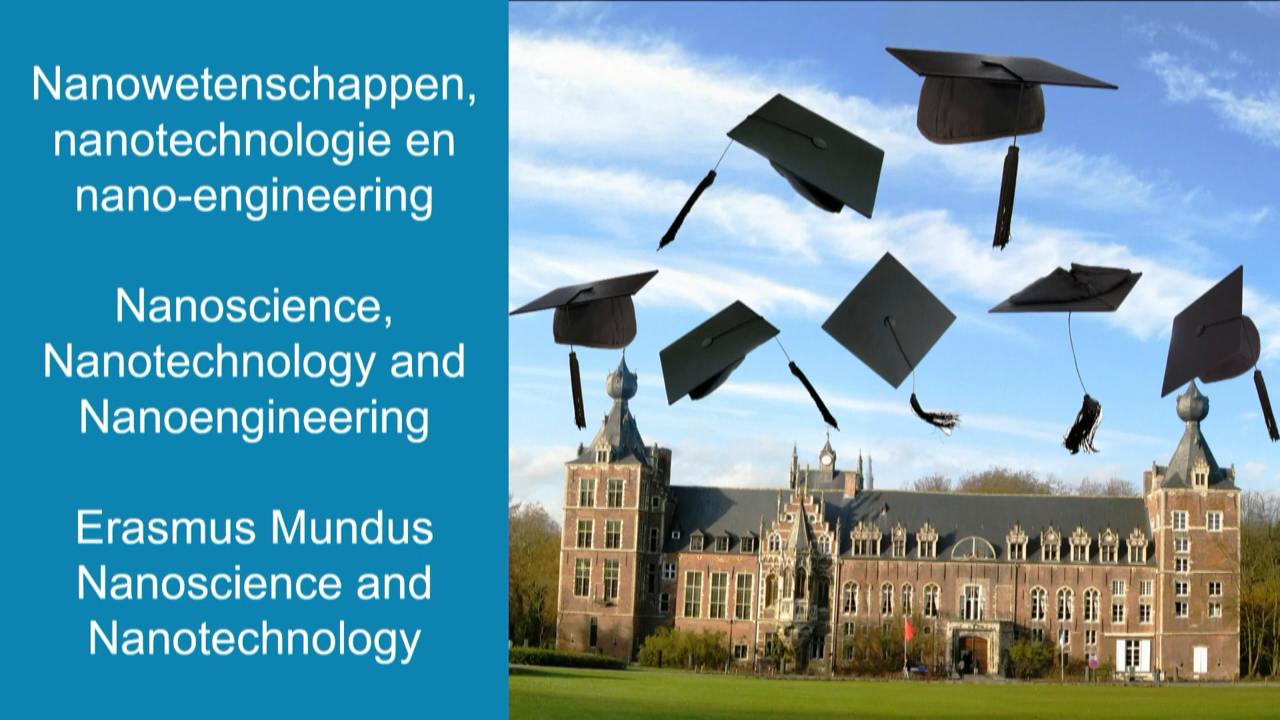 Nanowetenschappen,
nanotechnologie en
nano-engineering
Nanoscience,
Nanotechnology and
Nanoengineering
Erasmus Mundus
Nanoscience and
Nanotechnology